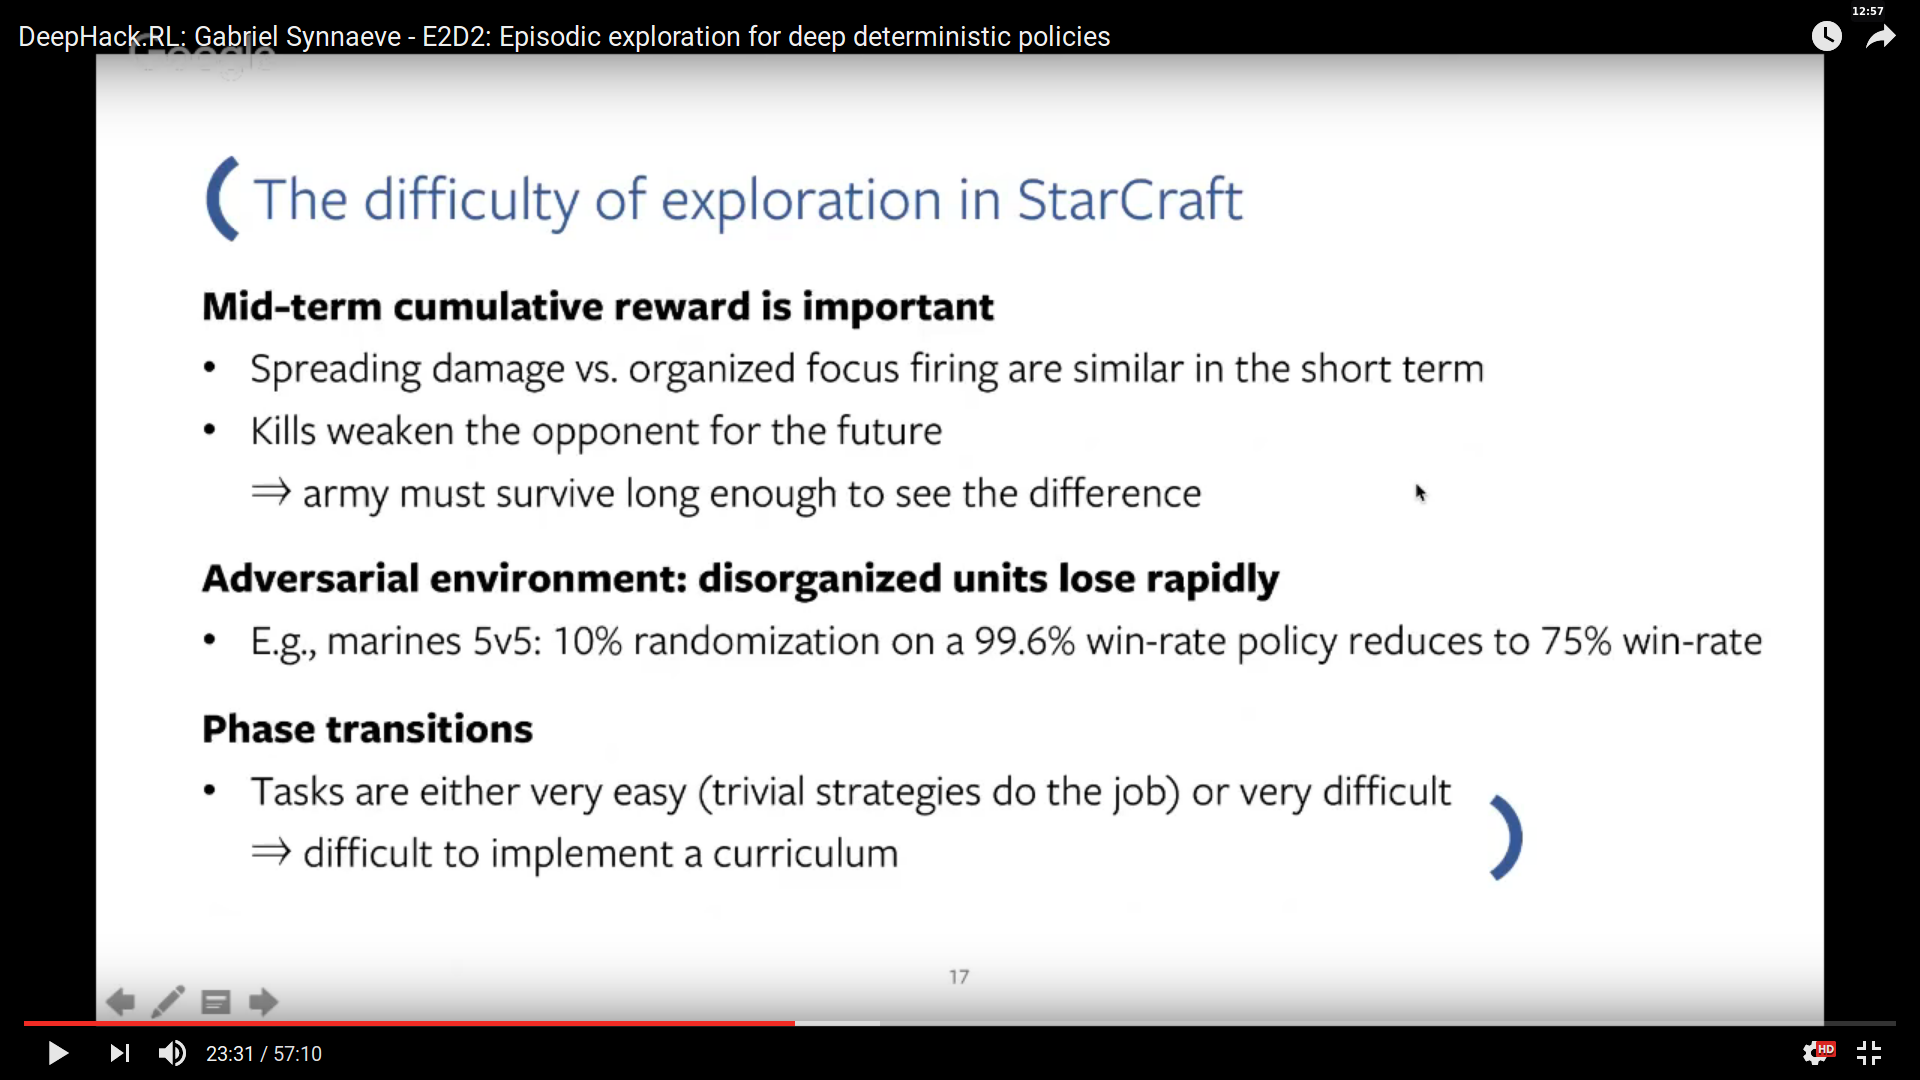 12:57
DeepHack.RL: Gabriel Synnaeve - E2D2: Episodic exploration for deep deterministic policies
Google
The difficulty of exploration in StarCraft
Mid-term cumulative reward is important
• Spreading damage vs. organized focus firing are similar in the short term
• Kills weaken the opponent for the future
⇒ army must survive long enough to see the difference
Adversarial environment: disorganized units lose rapidly
• E.g., marines 5v5: 10% randomization on a 99.6% win-rate policy reduces to 75% win-rate
Phase transitions
• Tasks are either very easy (trivial strategies do the job) or very difficult
⇒ difficult to implement a curriculum
17
23:31 / 57:10
HD